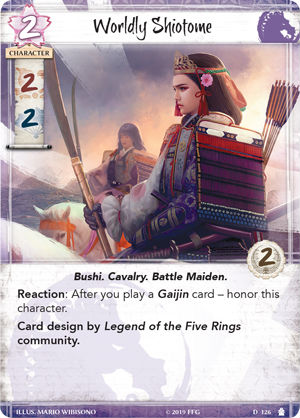 Worldly Shiotome
2
CHARACTER
2
2
2
Bushi. Cavalry. Battle Maiden.
Reaction: After you play a Gaijin card – honor this
character.
Card design by Legend of the Five Rings
community.
ILLUS. MARIO WIBISONO © 2019 FFG D 126